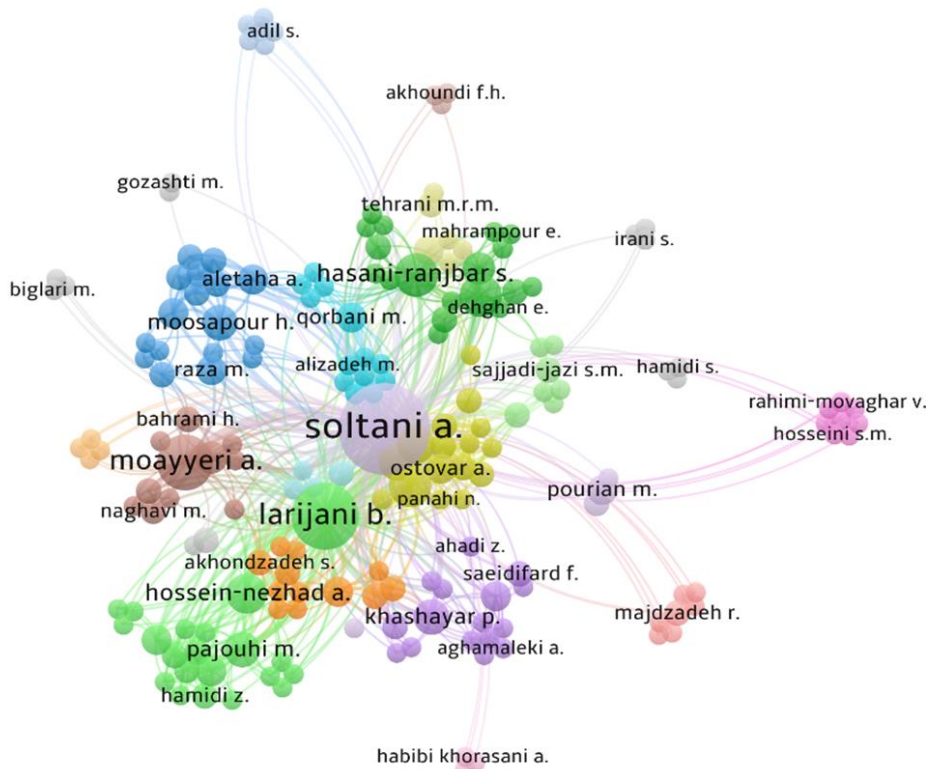 adil s.
akhoundi f.h.
gozashti m.
tehrani m.r.m.
mahrampour e.
irani s.
aletaha a.
hasani-ranjbar s.
biglari m.
moosapour h.
qorbani m.
dehghan e.
raza m.
alizadeh m.
sajjadi-jazi s.m.
hamidi s.
rahimi-movaghar v.
bahrami h.
soltani a.
hosseini s.m.
moayyeri a.
ostovar a.
pourian m.
naghavi m.
larijani b.
panahi n.
ahadi z.
akhondzadeh s.
saeidifard f.
hossein-nezhad a.
khashayar p.
majdzadeh r.
pajouhi m.
aghamaleki a.
hamidi z.
habibi khorasani a.